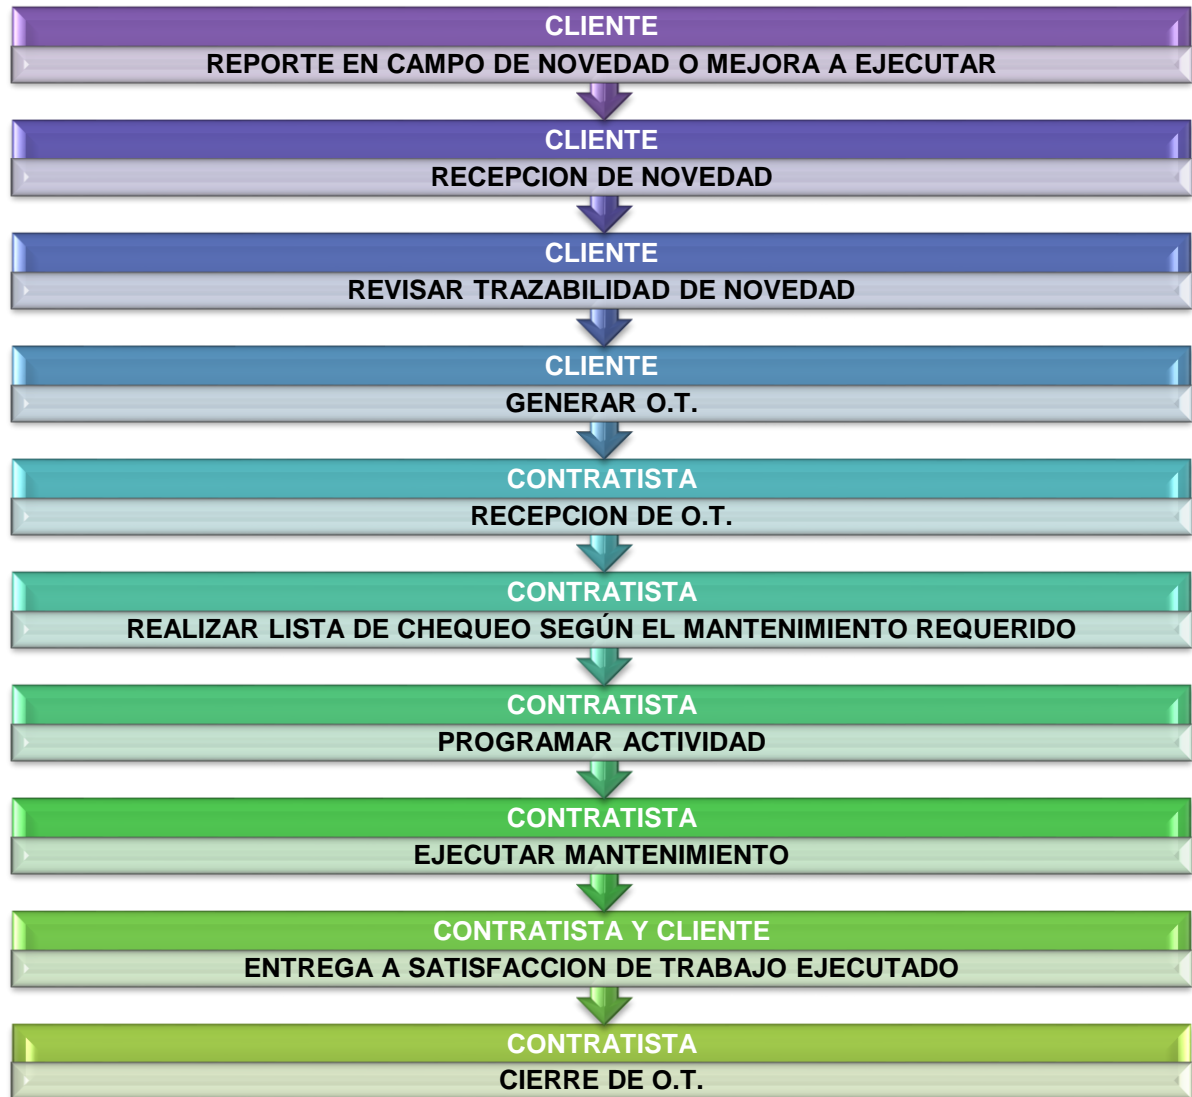 CLIENTE
REPORTE EN CAMPO DE NOVEDAD O MEJORA A EJECUTAR
CLIENTE
RECEPCION DE NOVEDAD
CLIENTE
REVISAR TRAZABILIDAD DE NOVEDAD
CLIENTE
GENERAR O.T.
CONTRATISTA
RECEPCION DE O.T.
CONTRATISTA
REALIZAR LISTA DE CHEQUEO SEGÚN EL MANTENIMIENTO REQUERIDO
CONTRATISTA
PROGRAMAR ACTIVIDAD
CONTRATISTA
EJECUTAR MANTENIMIENTO
CONTRATISTA Y CLIENTE
ENTREGA A SATISFACCION DE TRABAJO EJECUTADO
CONTRATISTA
CIERRE DE O.T.